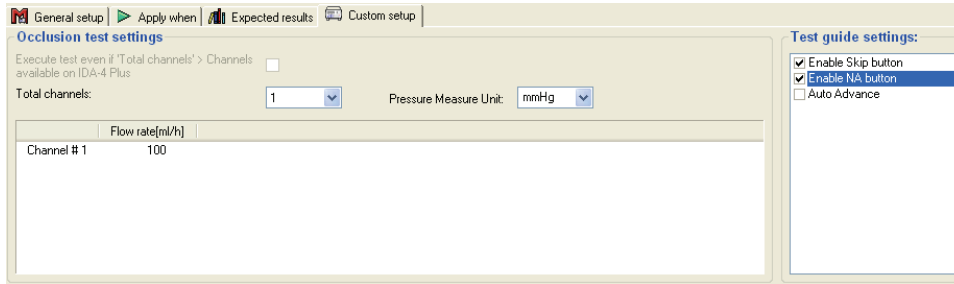 General setup Apply when Expected results Custom setup
Occlusion test settings
Execute test even if 'Total channels' > Channels
available on IDA-4 Plus
Total channels: 1 Pressure Measure Unit: mmHg
Flow rate[ml/h]
Channel # 1 100
Test guide settings:
Enable Skip button
Enable NA button
Auto Advance